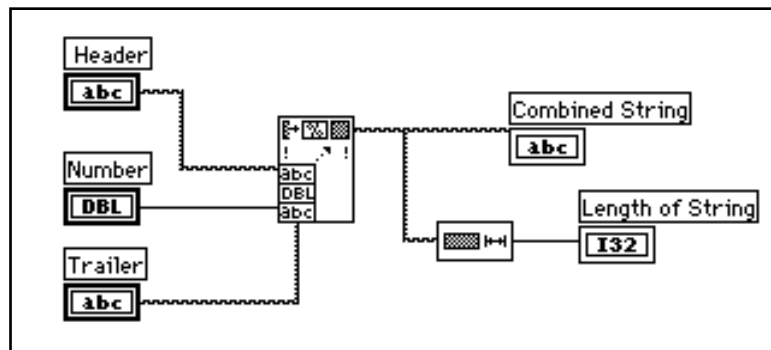 Header
abc
Number
DBL
Trailer
abc
%
! !
abc
DBL
abc
Combined String
abc
Length of String
I32